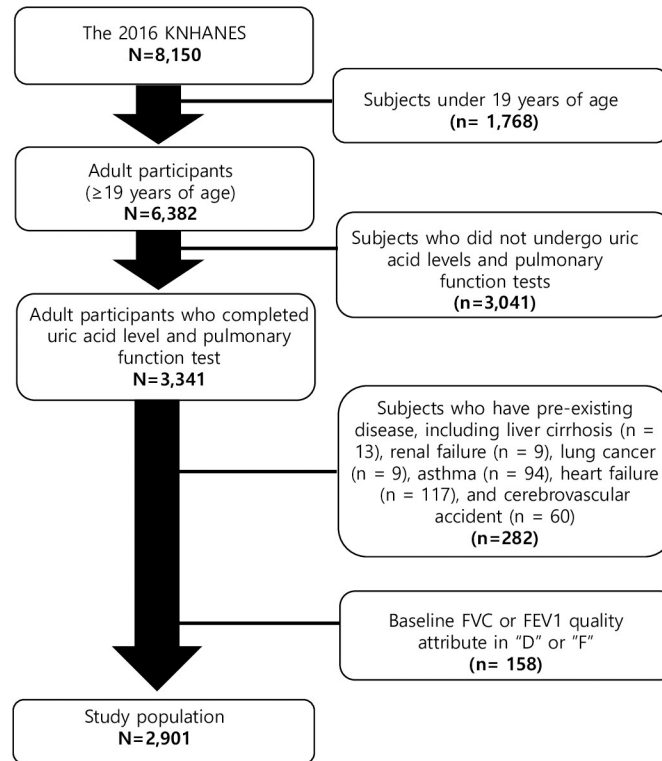 The 2016 KNHANES
N=8,150
Subjects under 19 years of age
(n= 1,768)
Adult participants
(≥19 years of age)
N=6,382
Subjects who did not undergo uric
acid levels and pulmonary
function tests
(n=3,041)
Adult participants who completed
uric acid level and pulmonary
function test
N=3,341
Subjects who have pre-existing
disease, including liver cirrhosis (n =
13), renal failure (n = 9), lung cancer
(n = 9), asthma (n = 94), heart failure
(n = 117), and cerebrovascular
accident (n = 60)
(n=282)
Baseline FVC or FEV1 quality
attribute in “D” or “F”
(n= 158)
Study population
N=2,901